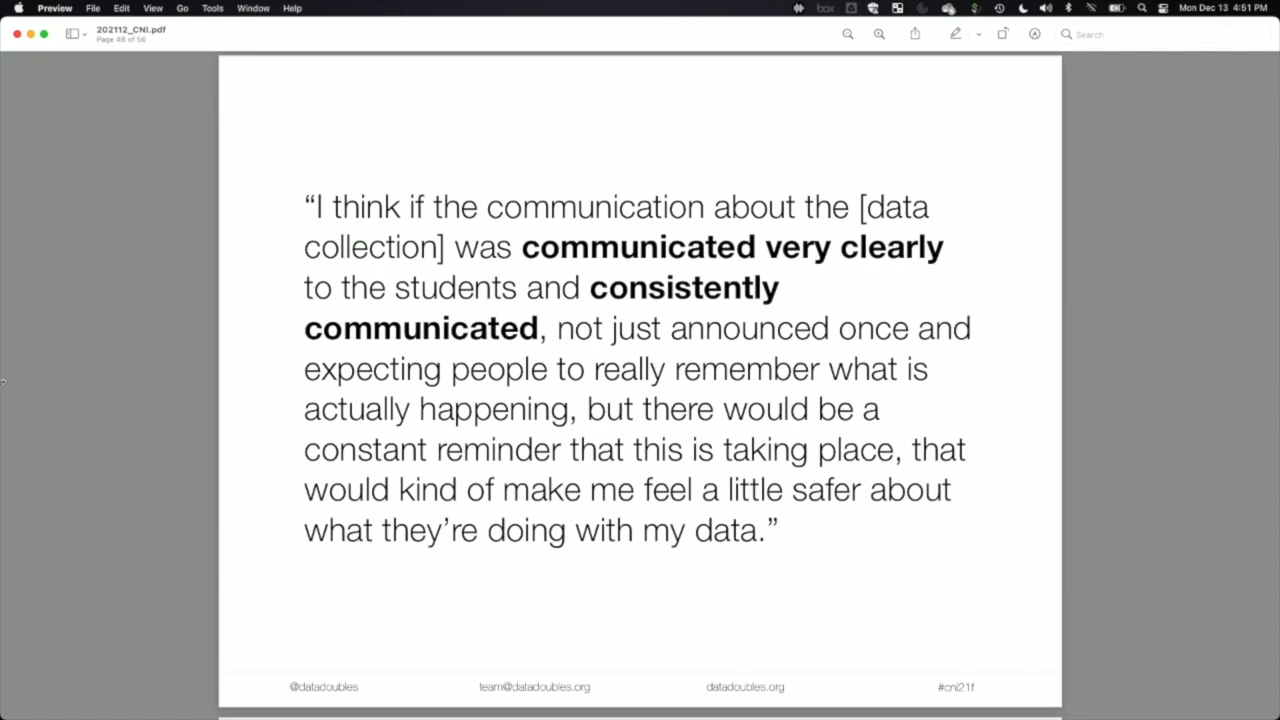 Preview File Edit View Go Tools Window Help
box
Mon Dec 13 4:51 PM
202112_CNI.pdf
Page 48 of 56
Search
“I think if the communication about the [data
collection] was communicated very clearly
to the students and consistently
communicated, not just announced once and
expecting people to really remember what is
actually happening, but there would be a
constant reminder that this is taking place, that
would kind of make me feel a little safer about
what they’re doing with my data.”
@datadoubles team@datadoubles.org datadoubles.org #cni21f